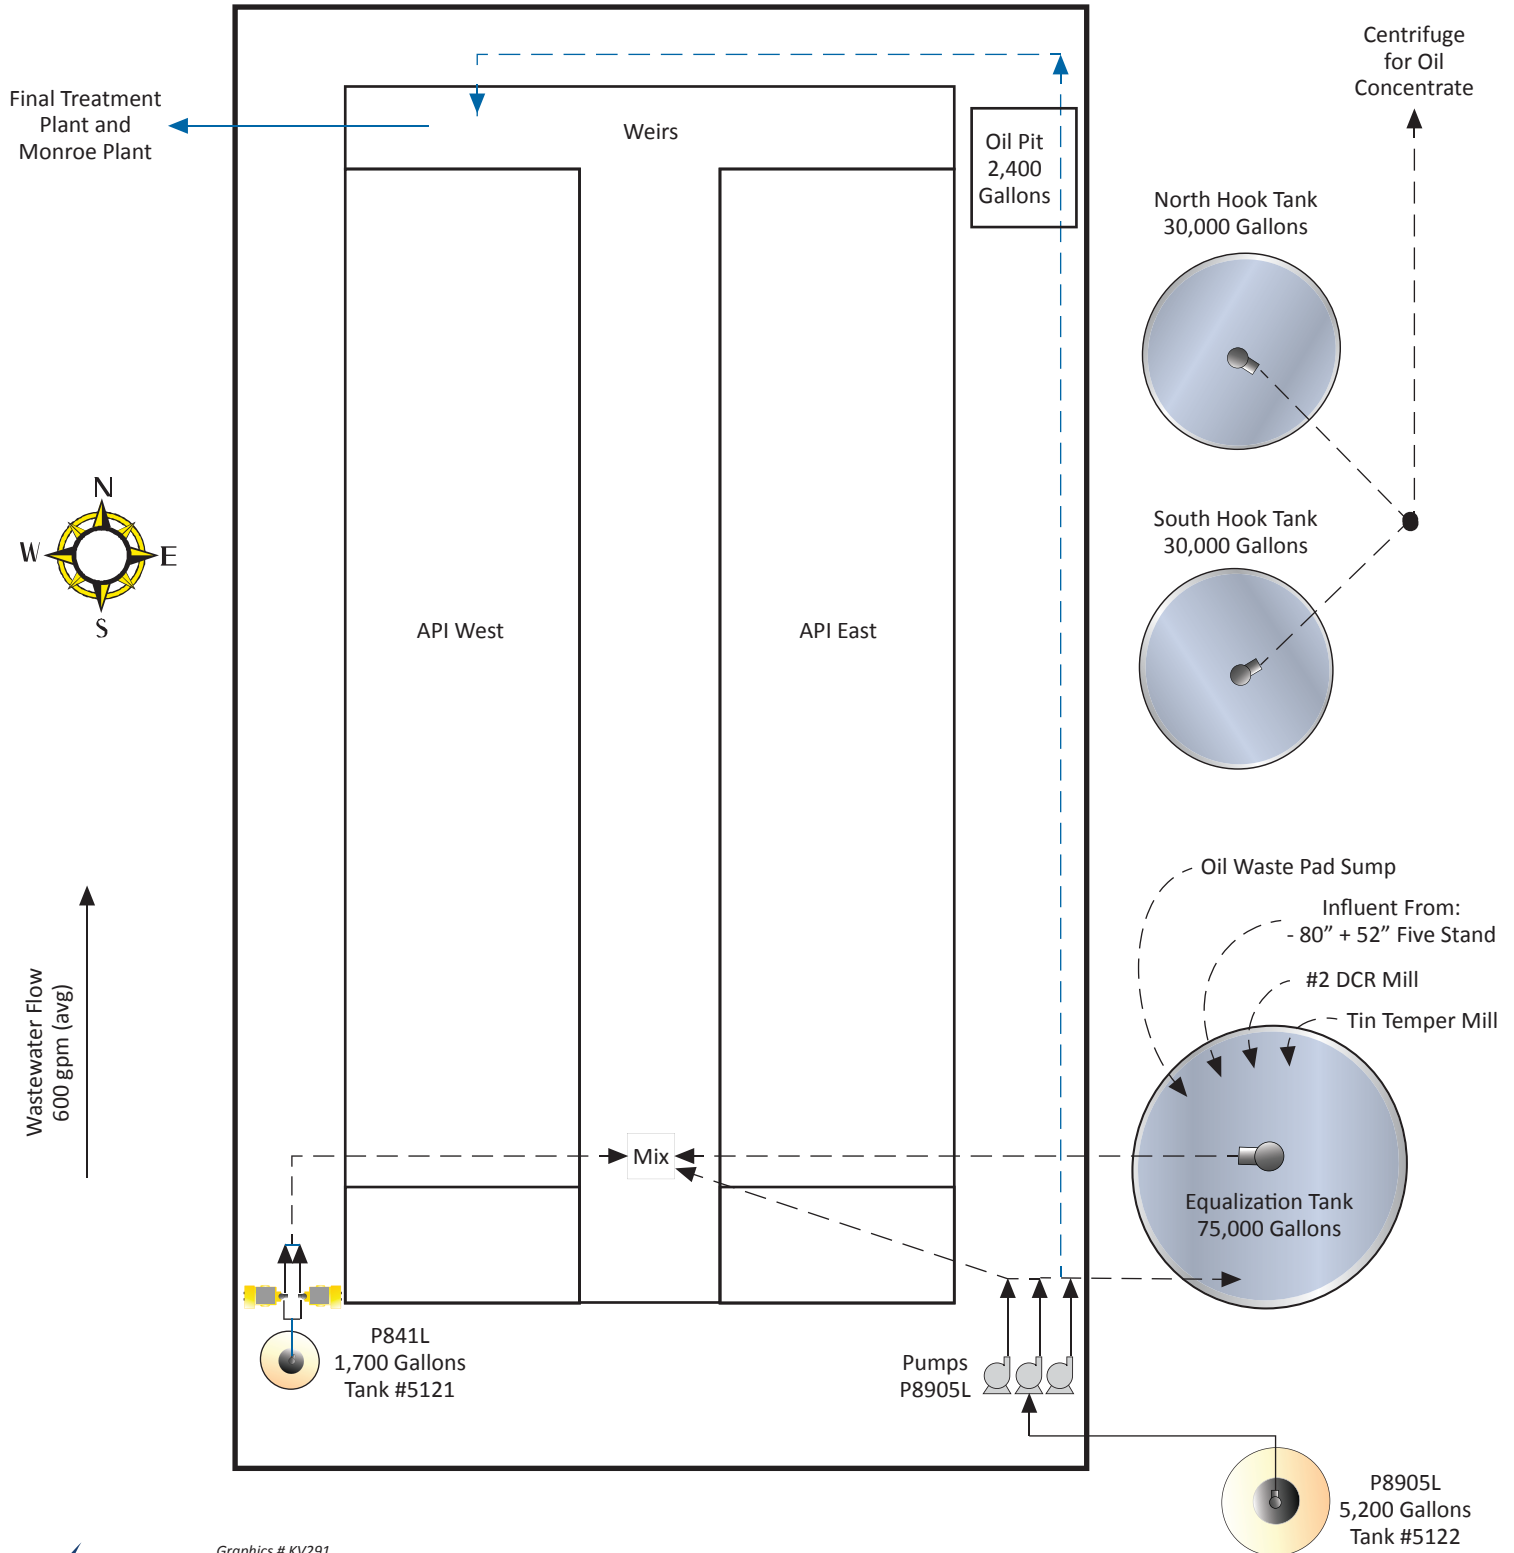 Centrifuge
for Oil
Concentrate
Final Treatment
Plant and
Monroe Plant
Weirs
Oil Pit
2,400
Gallons
North Hook Tank
30,000 Gallons
N
W
E
S
South Hook Tank
30,000 Gallons
API West
API East
Oil Waste Pad Sump
Influent From:
- 80” + 52” Five Stand
#2 DCR Mill
Tin Temper Mill
Wastewater Flow
600 gpm (avg)
Mix
Equalization Tank
75,000 Gallons
P841L
1,700 Gallons
Tank #5121
Pumps
P8905L
P8905L
5,200 Gallons
Tank #5122
Graphics # KV291